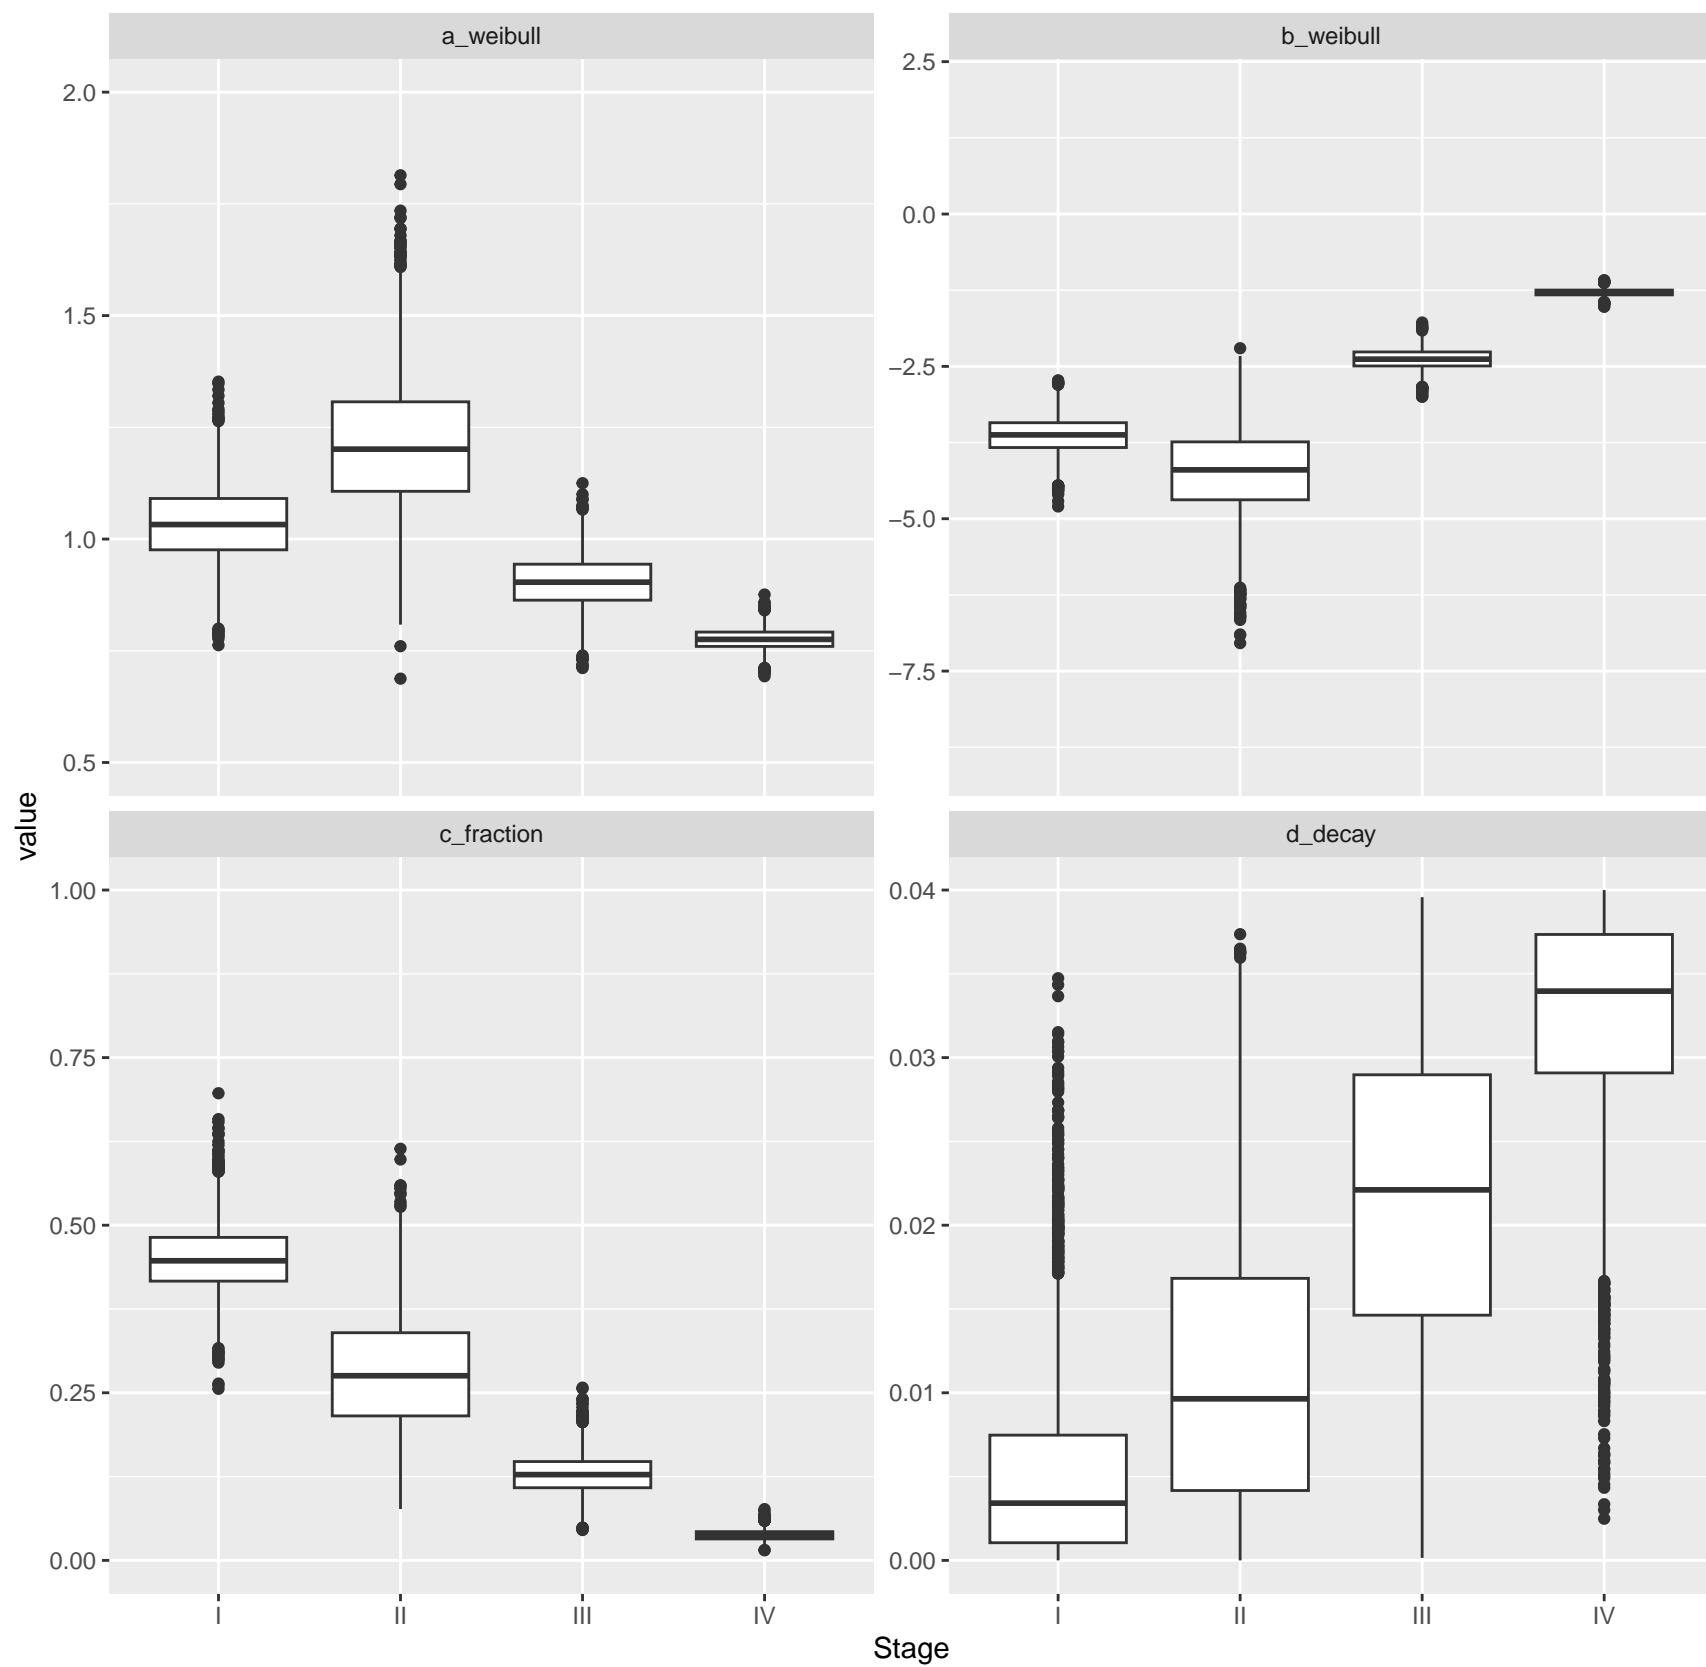 a_weibull
b_weibull
2.0
1.5
1.0
0.5
2.5
0.0
−2.5
−5.0
−7.5
value
c_fraction
d_decay
1.00
0.75
0.50
0.25
0.00
0.04
0.03
0.02
0.01
0.00
I II III IV
I II III IV
Stage